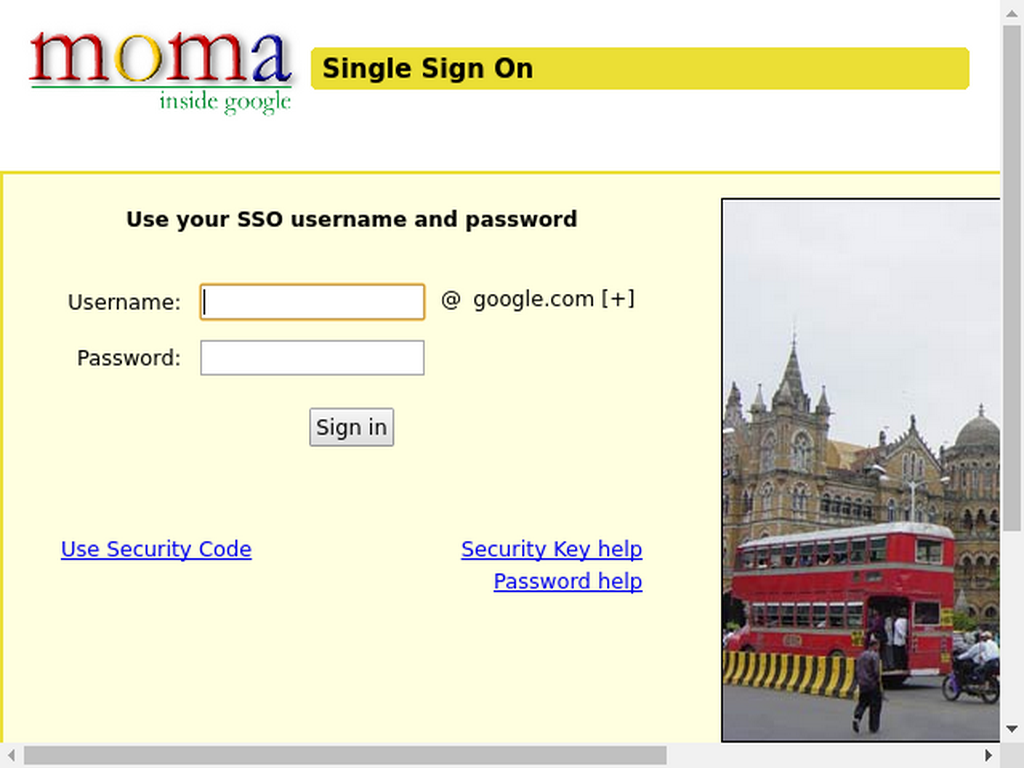 moma
inside google
Single Sign On
Use your SSO username and password
Username: @ google.com [+]
Password:
Sign in
Use Security Code Security Key help
Password help